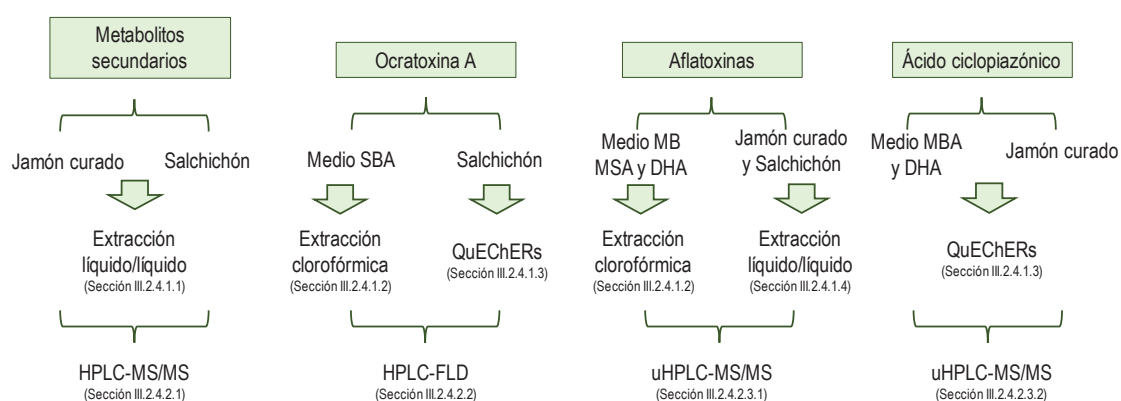 Metabolitos
secundarios
Jamón curado
Salchichón
Extracción
líquido/líquido
(Sección III.2.4.1.1)
HPLC-MS/MS
(Sección III.2.4.2.1)
Ocratoxina A
Medio SBA
Salchichón
Extracción
clorofórmica
(Sección III.2.4.1.2)
QuEChERs
(Sección III.2.4.1.3)
HPLC-FLD
(Sección III.2.4.2.2)
Aflatoxinas
Medio MB
MSA y DHA
Jamón curado
y Salchichón
Extracción
clorofórmica
(Sección III.2.4.1.2)
Extracción
líquido/líquido
(Sección III.2.4.1.4)
uHPLC-MS/MS
(Sección III.2.4.2.3.1)
Ácido ciclopiazónico
Medio MBA
y DHA
Jamón curado
QuEChERs
(Sección III.2.4.1.3)
uHPLC-MS/MS
(Sección III.2.4.2.3.2)